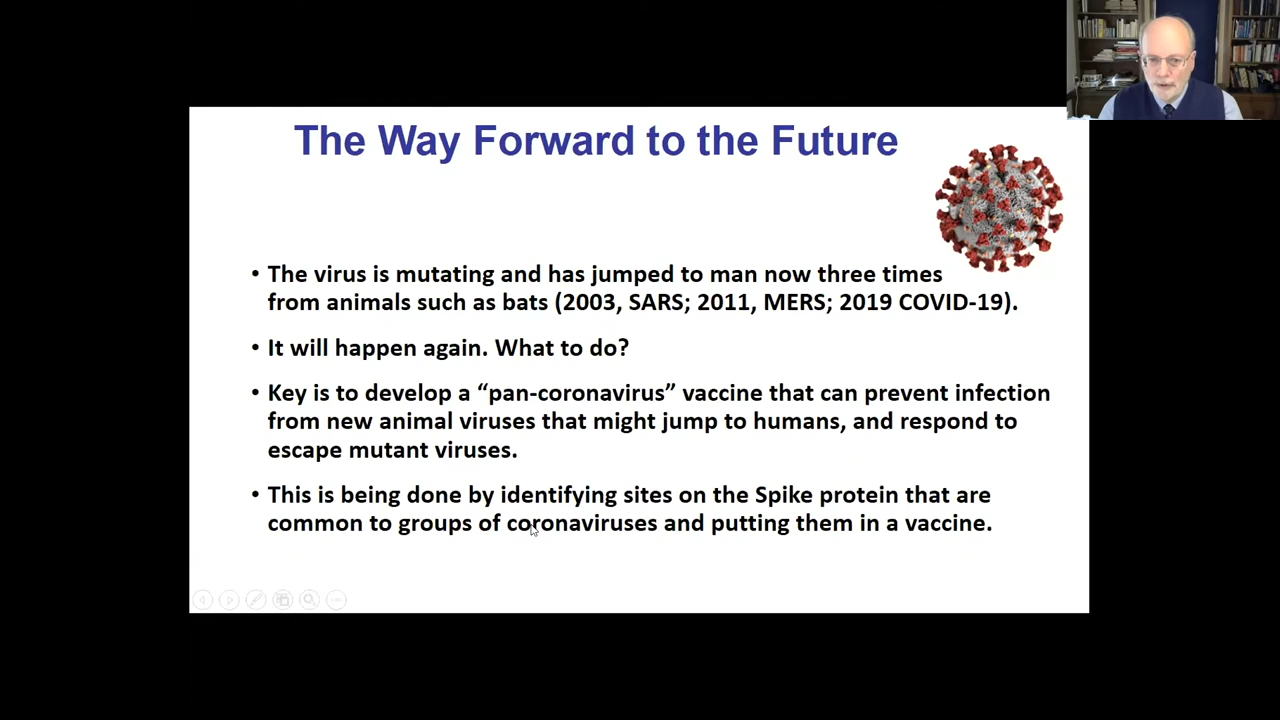 The Way Forward to the Future
• The virus is mutating and has jumped to man now three times
from animals such as bats (2003, SARS; 2011, MERS; 2019 COVID-19).
• It will happen again. What to do?
• Key is to develop a “pan-coronavirus” vaccine that can prevent infection
from new animal viruses that might jump to humans, and respond to
escape mutant viruses.
• This is being done by identifying sites on the Spike protein that are
common to groups of coronaviruses and putting them in a vaccine.